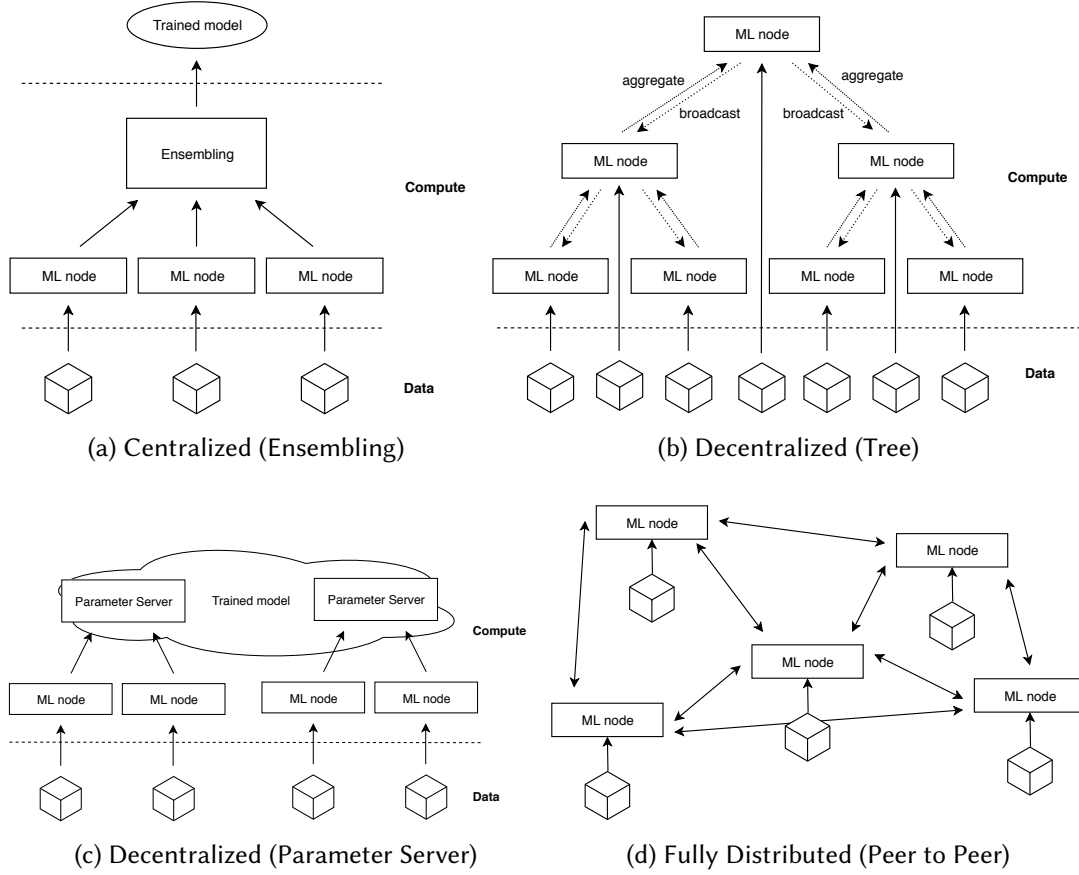 Trained model
Ensembling
Compute
ML node ML node ML node
Data
(a) Centralized (Ensembling)
ML node
aggregate aggregate
broadcast broadcast
ML node ML node
Compute
ML node ML node ML node ML node
Data
(b) Decentralized (Tree)
Parameter Server Trained model Parameter Server
Compute
ML node ML node ML node ML node
Data
(c) Decentralized (Parameter Server)
ML node
ML node
ML node
ML node
ML node
(d) Fully Distributed (Peer to Peer)